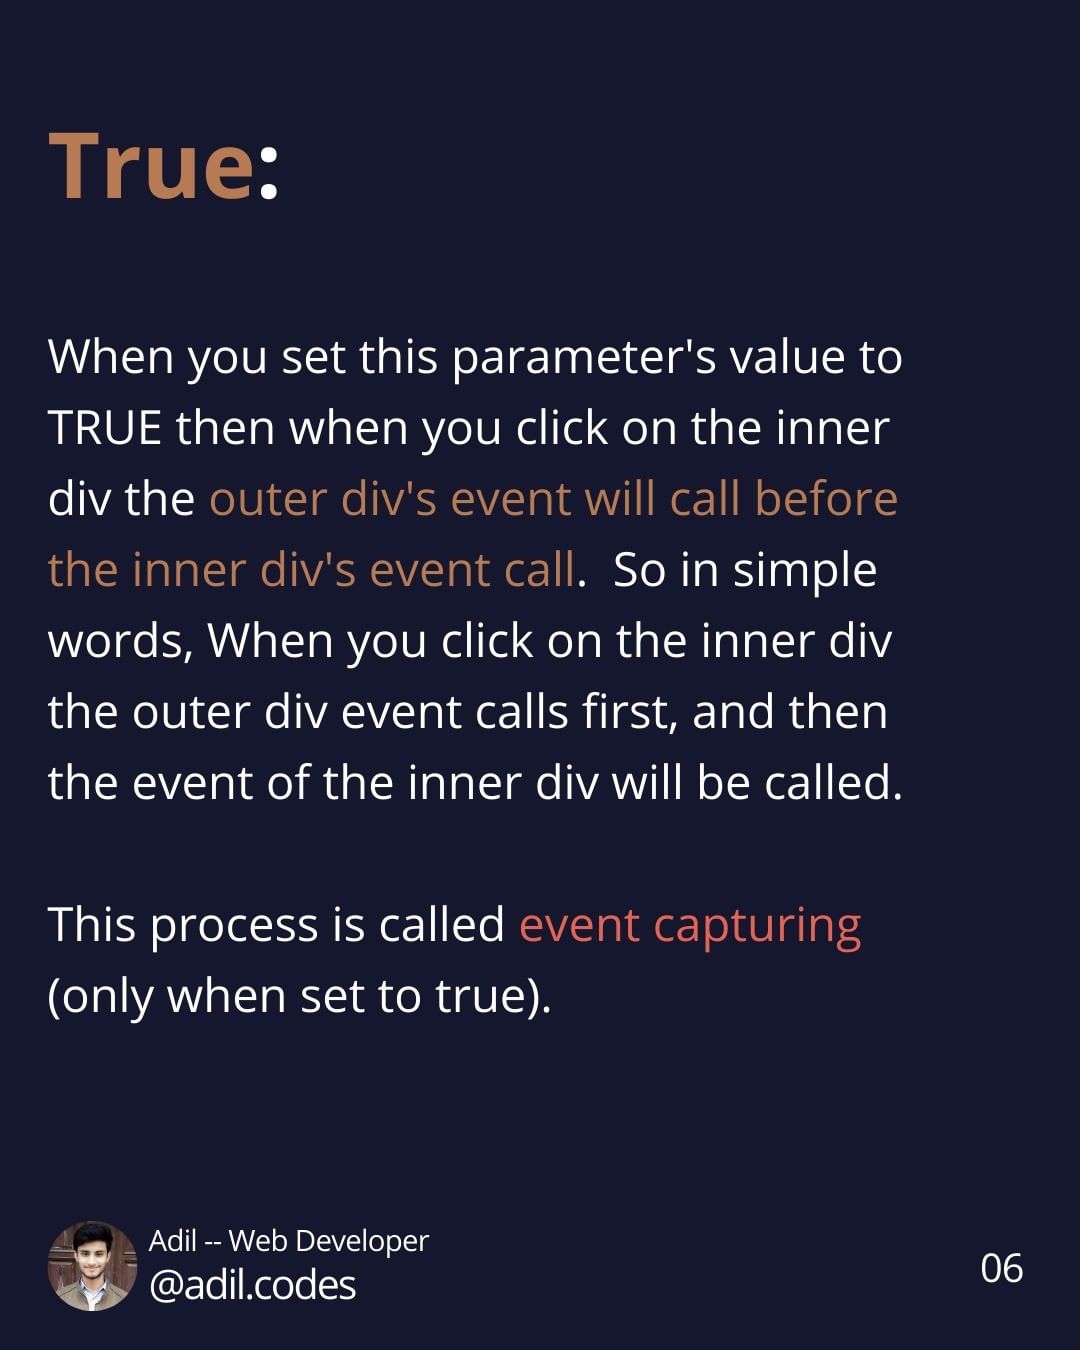 True:
When you set this parameter's value to
TRUE then when you click on the inner
div the outer div's event will call before
the inner div's event call.  So in simple
words, When you click on the inner div
the outer div event calls first, and then
the event of the inner div will be called.
This process is called event capturing
(only when set to true).
Adil -- Web Developer
@adil.codes
06